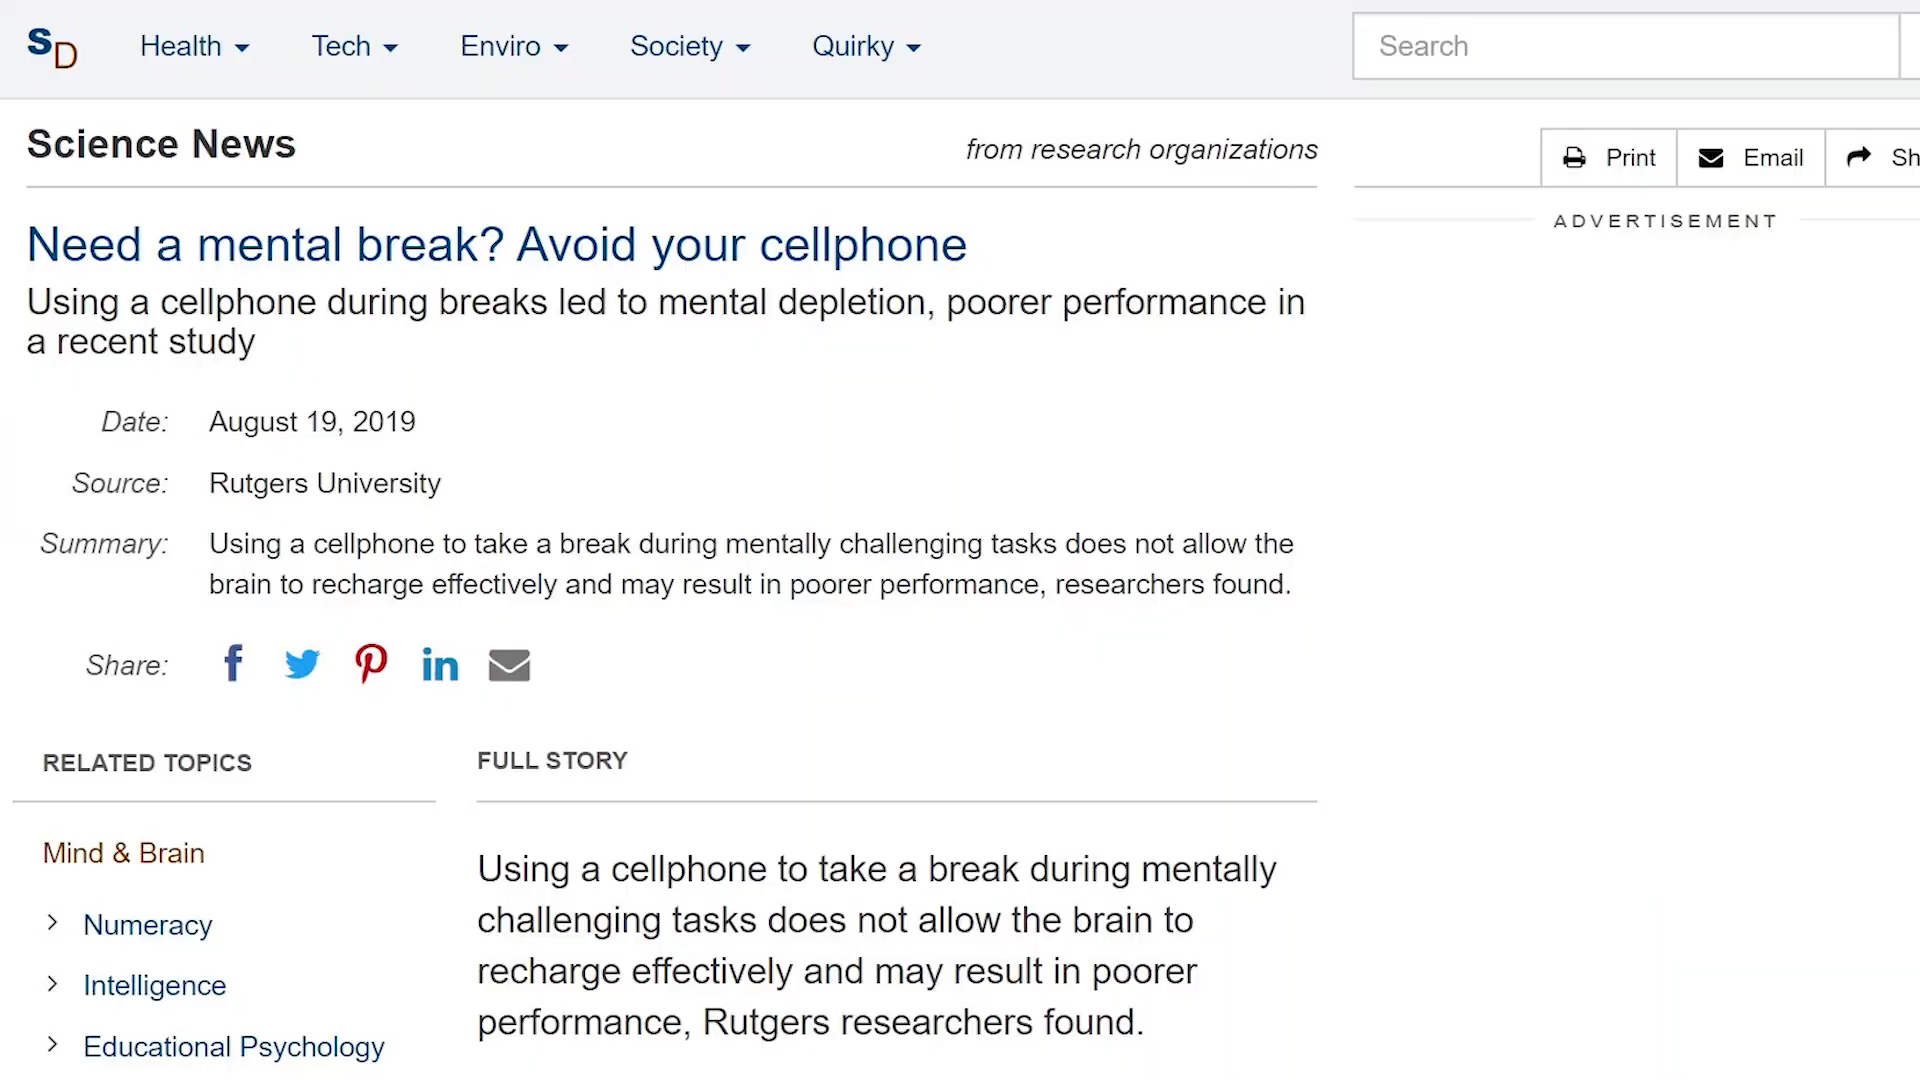 SD
Health
Tech
Enviro
Society
Quirky
Search
Science News
from research organizations
Print
Email
Sh
ADVERTISEMENT
Need a mental break? Avoid your cellphone
Using a cellphone during breaks led to mental depletion, poorer performance in
a recent study
Date: August 19, 2019
Source: Rutgers University
Summary: Using a cellphone to take a break during mentally challenging tasks does not allow the
brain to recharge effectively and may result in poorer performance, researchers found.
Share:
RELATED TOPICS
Mind & Brain
Numeracy
Intelligence
Educational Psychology
FULL STORY
Using a cellphone to take a break during mentally
challenging tasks does not allow the brain to
recharge effectively and may result in poorer
performance, Rutgers researchers found.